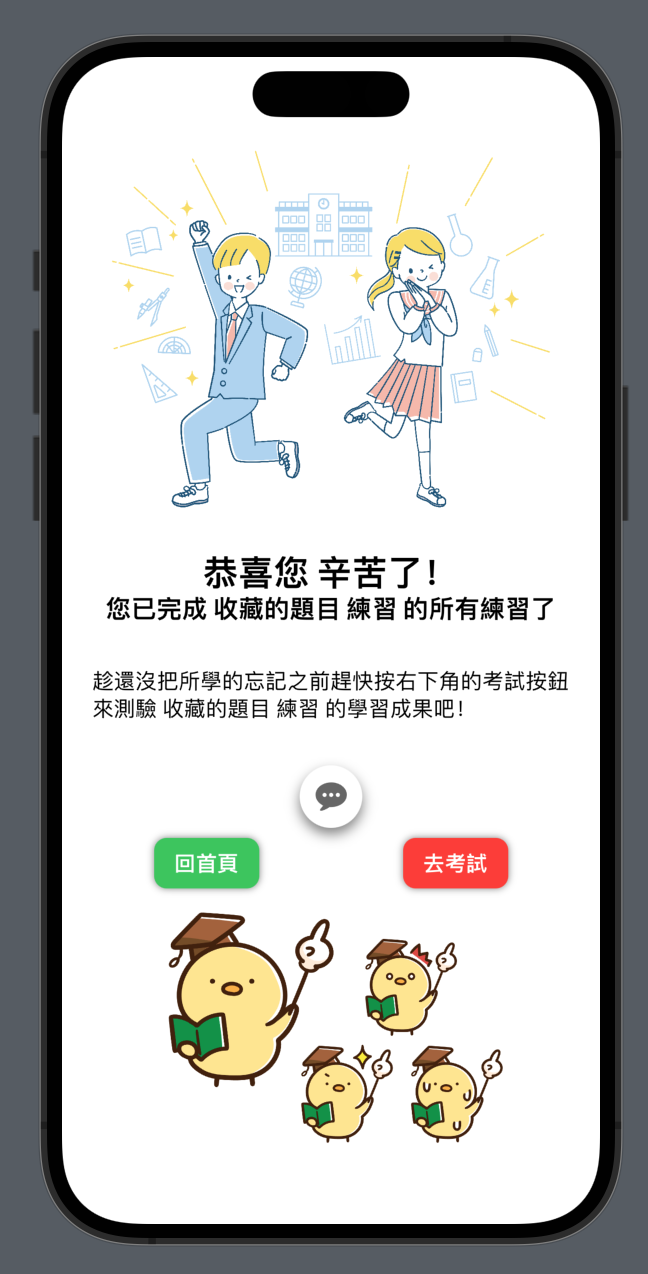 恭喜您 辛苦了!
您已完成 收藏的題目 練習 的所有練習了
趁還沒把所學的忘記之前趕快按右下角的考試按鈕
來測驗 收藏的題目 練習 的學習成果吧!
回首頁
去考試